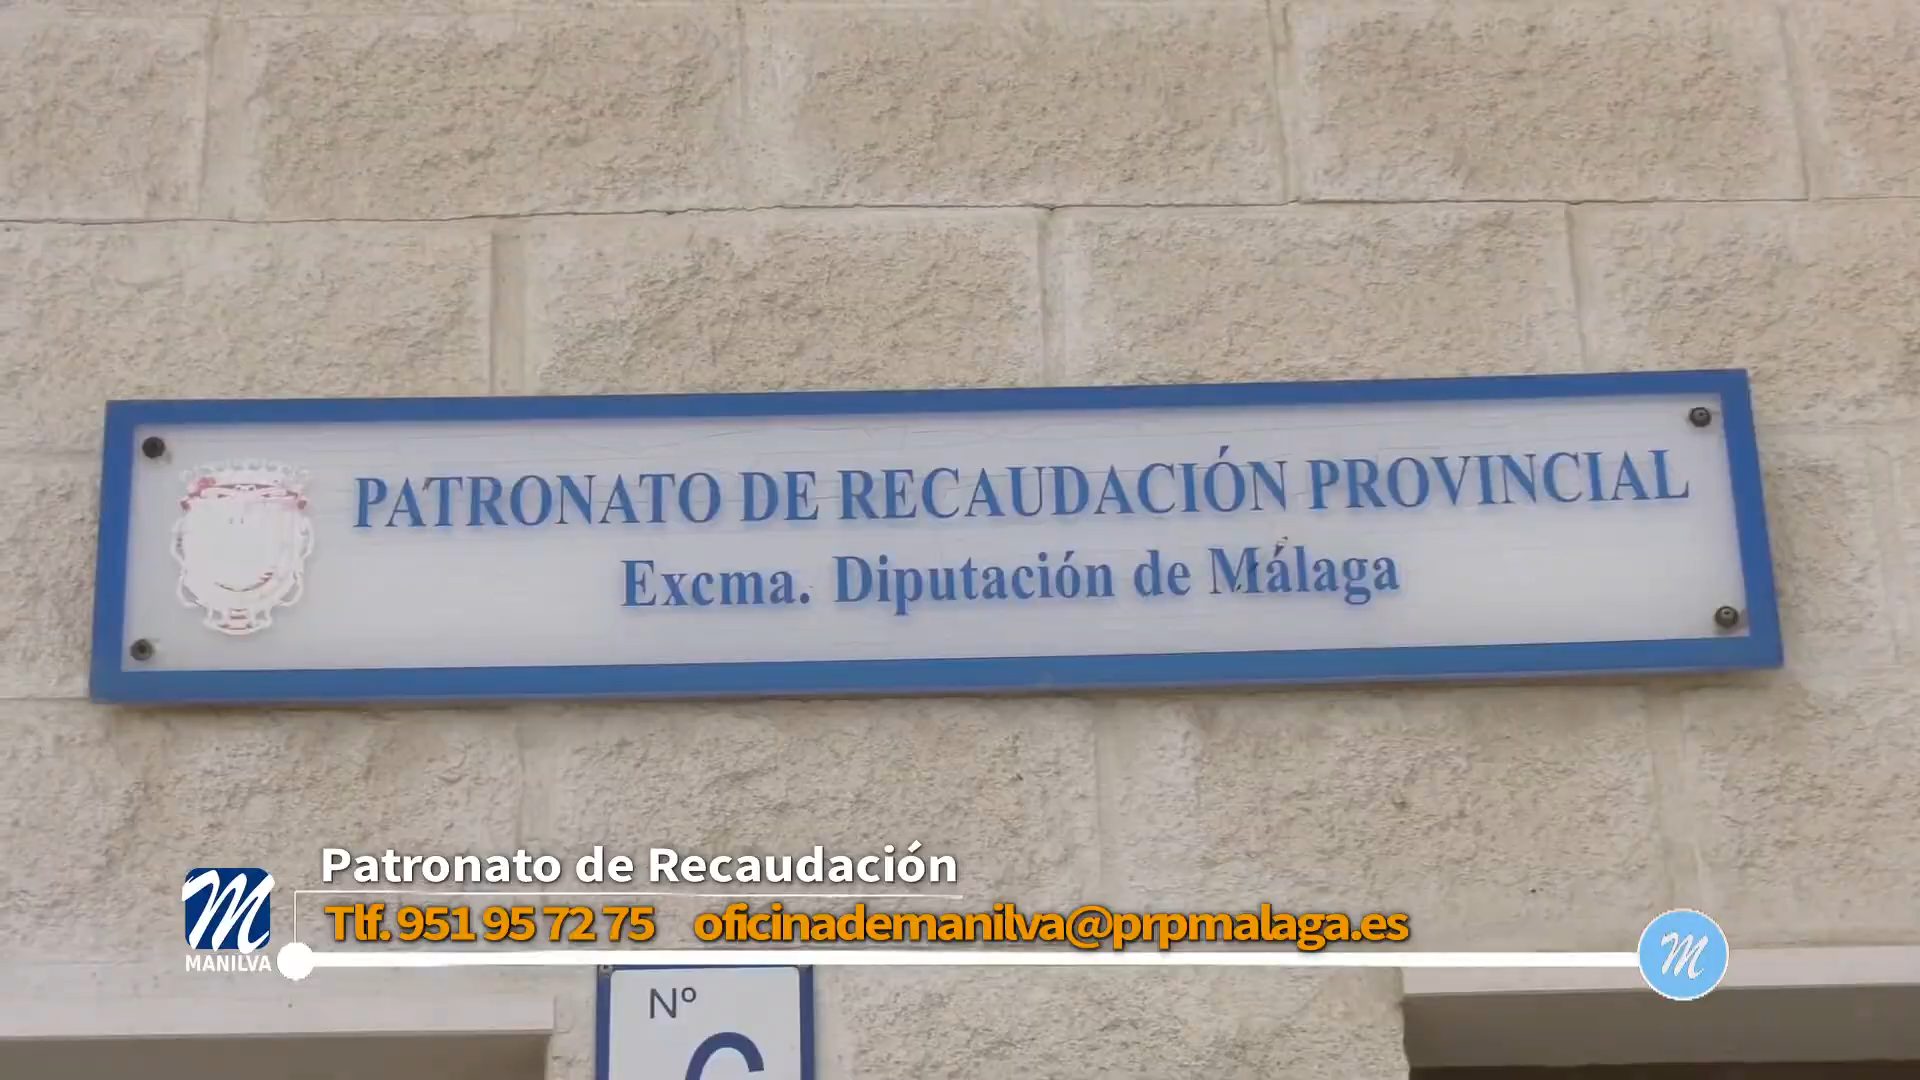 PATRONATO DE RECAUDACIÓN PROVINCIAL
Excma. Diputación de Málaga
Patronato de Recaudación
Tlf. 951 95 72 75 oficinademanilva@prpmalaga.es
M
MANILVA
M
Nº